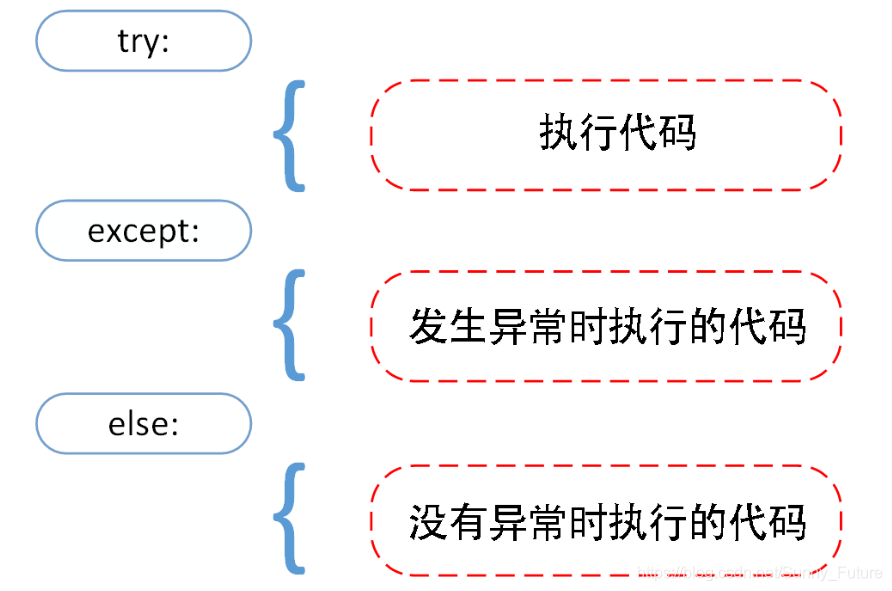 try:
执行代码
except:
发生异常时执行的代码
else:
没有异常时执行的代码
https://blog.csdn.net/Sunny_Future